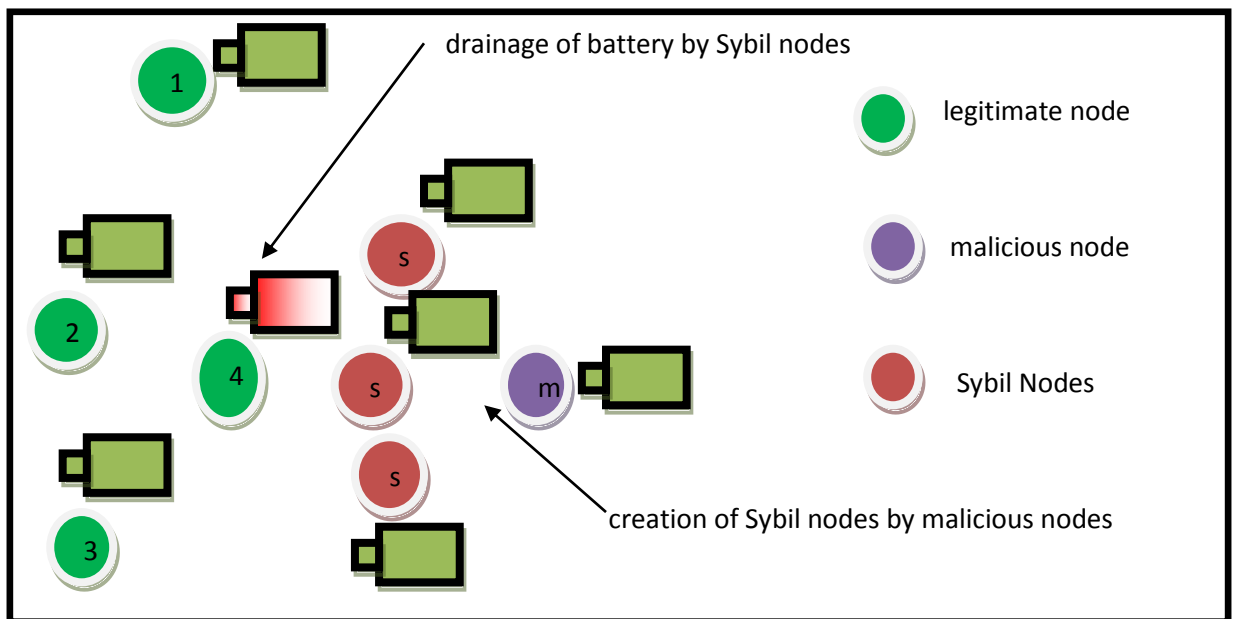 drainage of battery by Sybil nodes
1
legitimate node
s
malicious node
2
4
s
m
Sybil Nodes
s
creation of Sybil nodes by malicious nodes
3